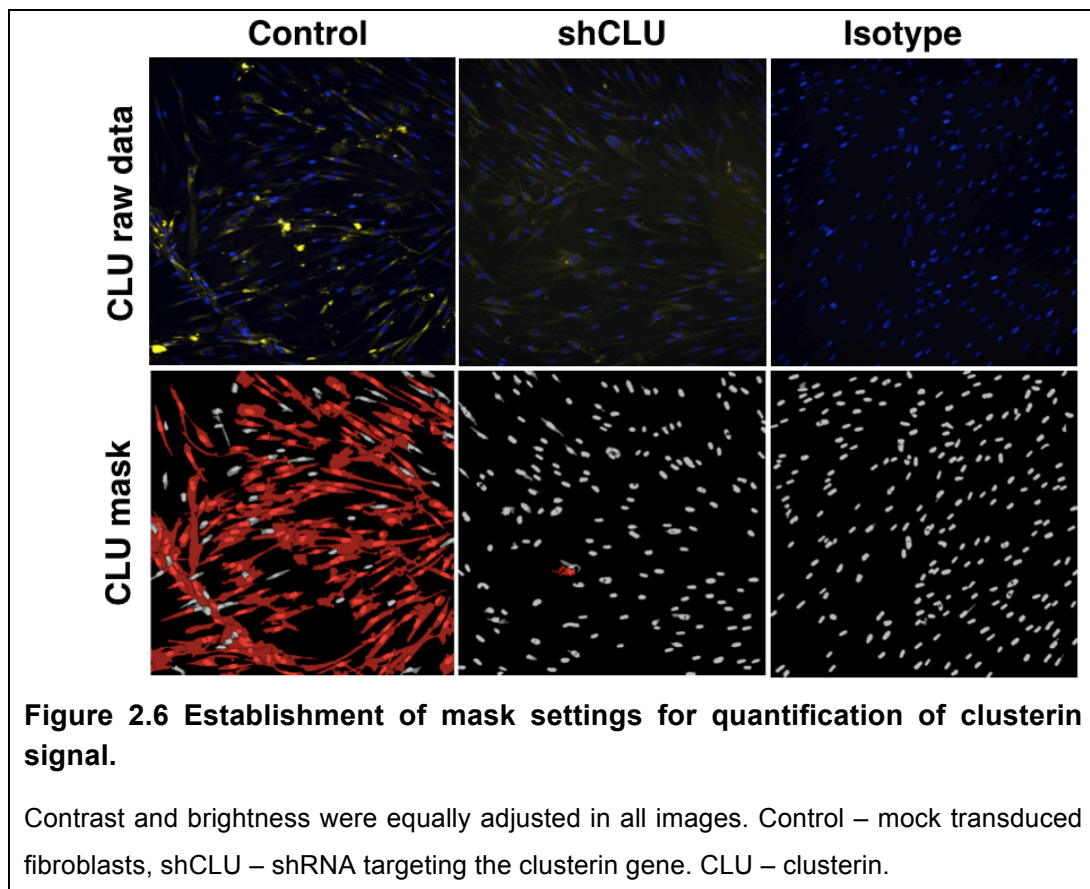 Control shCLU Isotype
CLU raw data
CLU mask
Figure 2.6 Establishment of mask settings for quantification of clusterin
signal.
Contrast and brightness were equally adjusted in all images. Control – mock transduced
fibroblasts, shCLU – shRNA targeting the clusterin gene. CLU – clusterin.